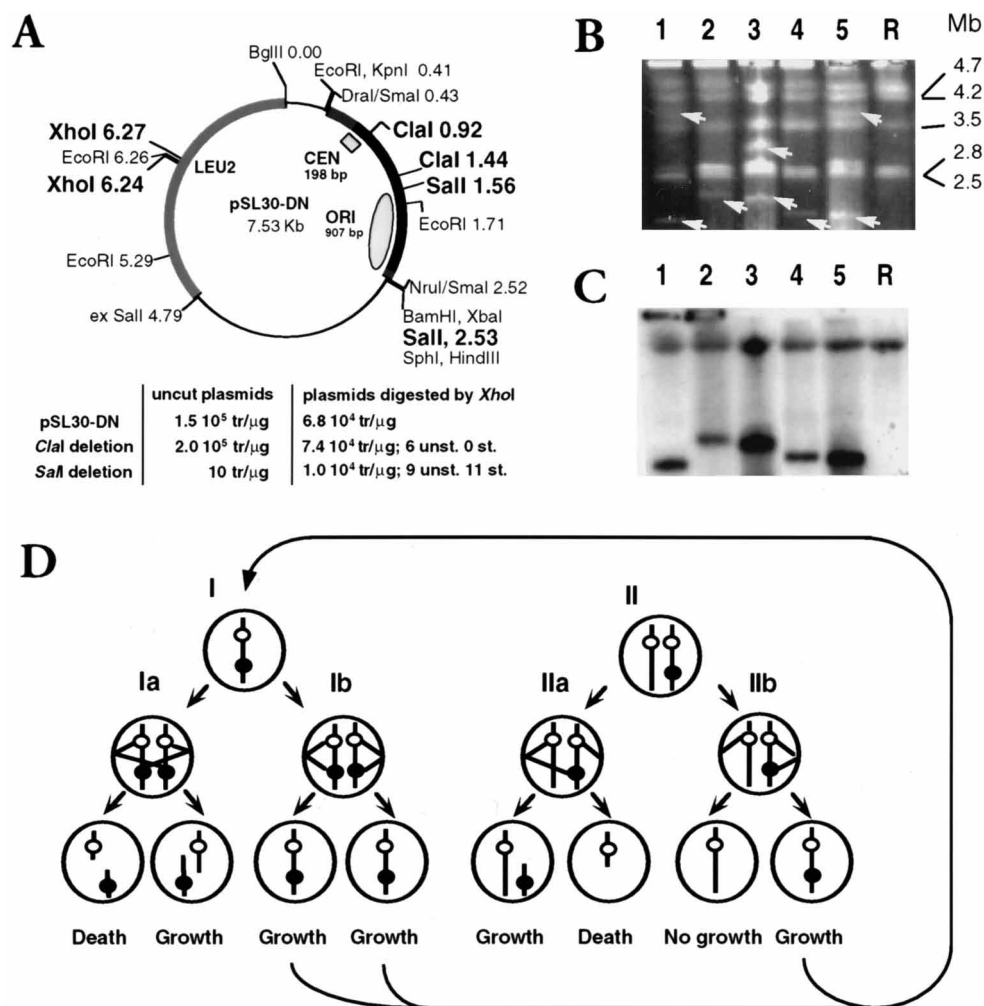 A
BglII 0.00
EcoRI, KpnI 0.41
DraI/SmaI 0.43
XhoI 6.27
EcoRI 6.26
XhoI 6.24
LEU2
CEN
198 bp
ClaI 0.92
ClaI 1.44
SalI 1.56
pSL30-DN
7.53 Kb
ORI
907 bp
EcoRI 1.71
EcoRI 5.29
ex SalI 4.79
NruI/SmaI 2.52
BamHI, XbaI
SalI, 2.53
SphI, HindIII
uncut plasmids plasmids digested by XhoI
pSL30-DN 1.5 10⁵ tr/µg 6.8 10⁴ tr/µg
ClaI deletion 2.0 10⁵ tr/µg 7.4 10⁴ tr/µg; 6 unst. 0 st.
SalI deletion 10 tr/µg 1.0 10⁴ tr/µg; 9 unst. 11 st.
B
1 2 3 4 5 R Mb
4.7
4.2
3.5
2.8
2.5
C
1 2 3 4 5 R
D
I II
Ia Ib IIa IIb
Death Growth Growth Growth Growth Death No growth Growth